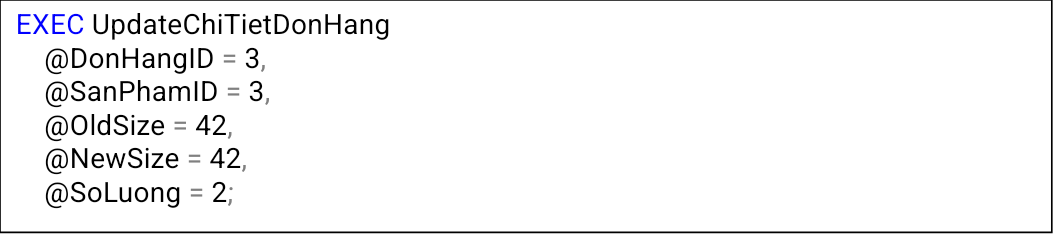 EXEC UpdateChiTietDonHang
@DonHangID = 3,
@SanPhamID = 3,
@OldSize = 42,
@NewSize = 42,
@SoLuong = 2;